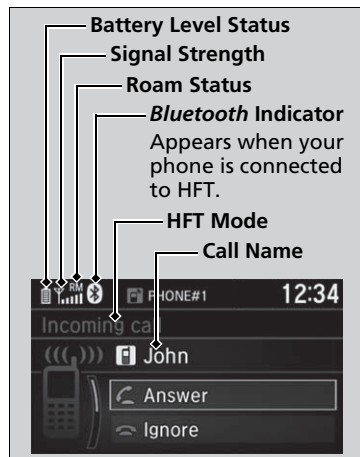 Battery Level Status
Signal Strength
Roam Status
Bluetooth Indicator
Appears when your
phone is connected
to HFT.
HFT Mode
Call Name
RM PHONE#1 12:34
Incoming call
John
Answer
Ignore